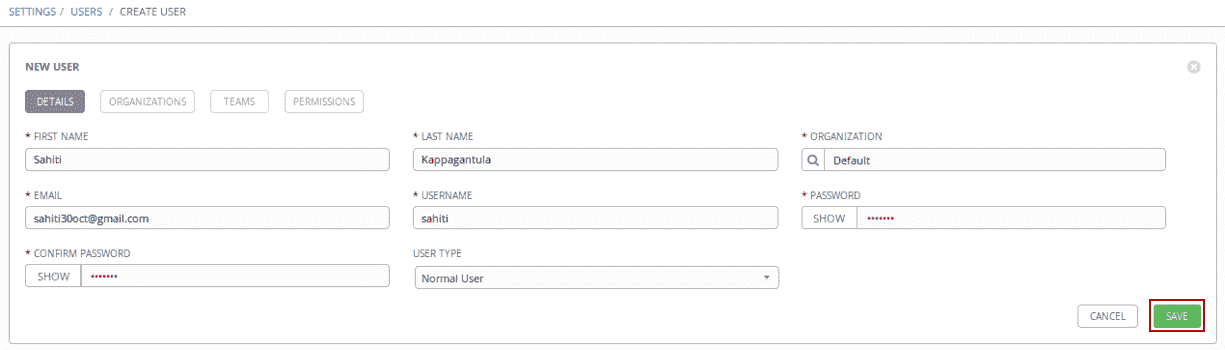 SETTINGS / USERS / CREATE USER
NEW USER
DETAILS ORGANIZATIONS TEAMS PERMISSIONS
* FIRST NAME * LAST NAME * ORGANIZATION
Sahiti Kappagantula Default
* EMAIL * USERNAME * PASSWORD
sahiti30oct@gmail.com sahiti SHOW •••••••
* CONFIRM PASSWORD USER TYPE
SHOW ••••••• Normal User
CANCEL SAVE